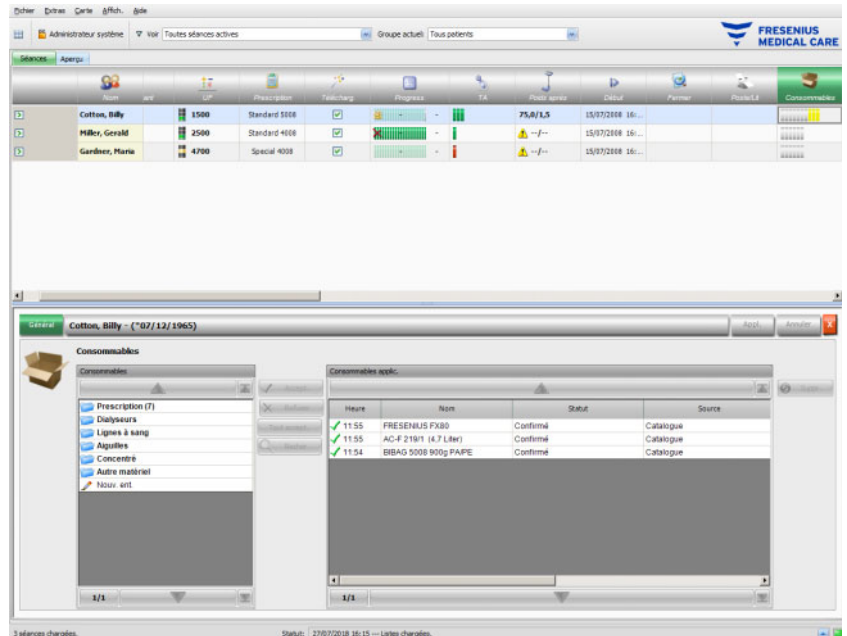 Fichier Extras Carte Affich. Aide
Administrateur système Voir Toutes séances actives Groupe actuel: Tous patients
FRESENIUS
MEDICAL CARE
Séances Aperçu
Nom ant UF Prescription Télécharg Progress TA Poids après Début Fermer Poste/Lit Consommables
Cotton, Billy 1500 Standard 5008 - 75,0/1,5 15/07/2008 16:...
Miller, Gerald 2500 Standard 4008 - --/-- 15/07/2008 16:...
Gardner, Maria 4700 Special 4008 - --/-- 15/07/2008 16:...
Général Cotton, Billy - (*07/12/1965) Appl. Annuler X
Consommables
Consommables Consommables applic.
Accept. Suppr.
Prescription (7) Heure Nom Statut Source
Dialyseurs 11:55 FRESENIUS FX80 Confirmé Catalogue
Lignes à sang 11:55 AC-F 219/1 (4,7 Liter) Confirmé Catalogue
Aiguilles 11:54 BIBAG 5008 900g PA/PE Confirmé Catalogue
Concentré
Autre matériel
Nouv. ent.
1/1 1/1
3 séances chargées. Statut: 27/07/2018 16:15 --- Listes chargées.